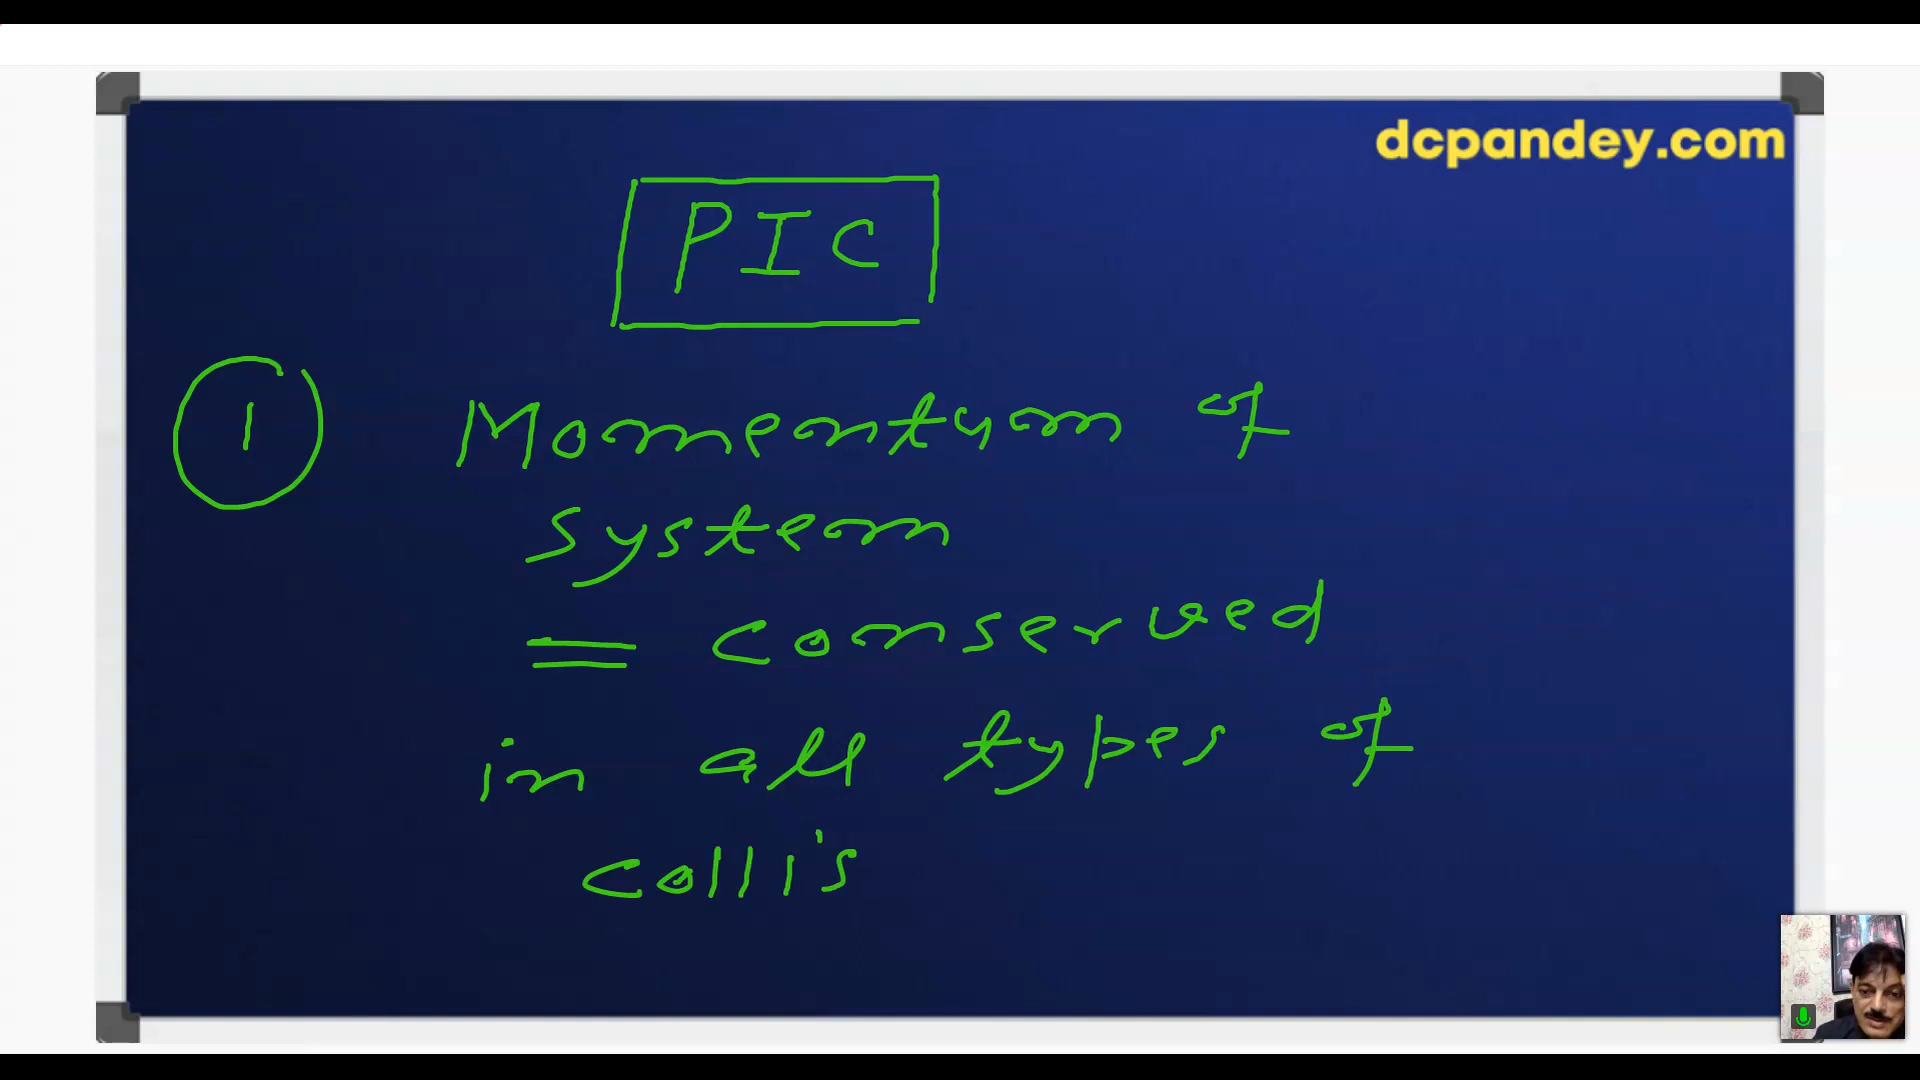 dcpandey.com
PIC
1 Momentum of
system
= conserved
in all types of
colli's